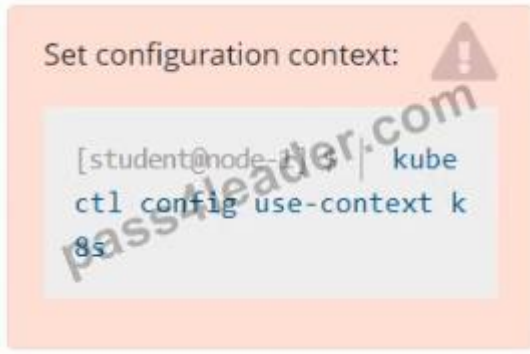 Set configuration context:
[student@node-1] $ | kube
ctl config use-context k
8s
pass4leader.com